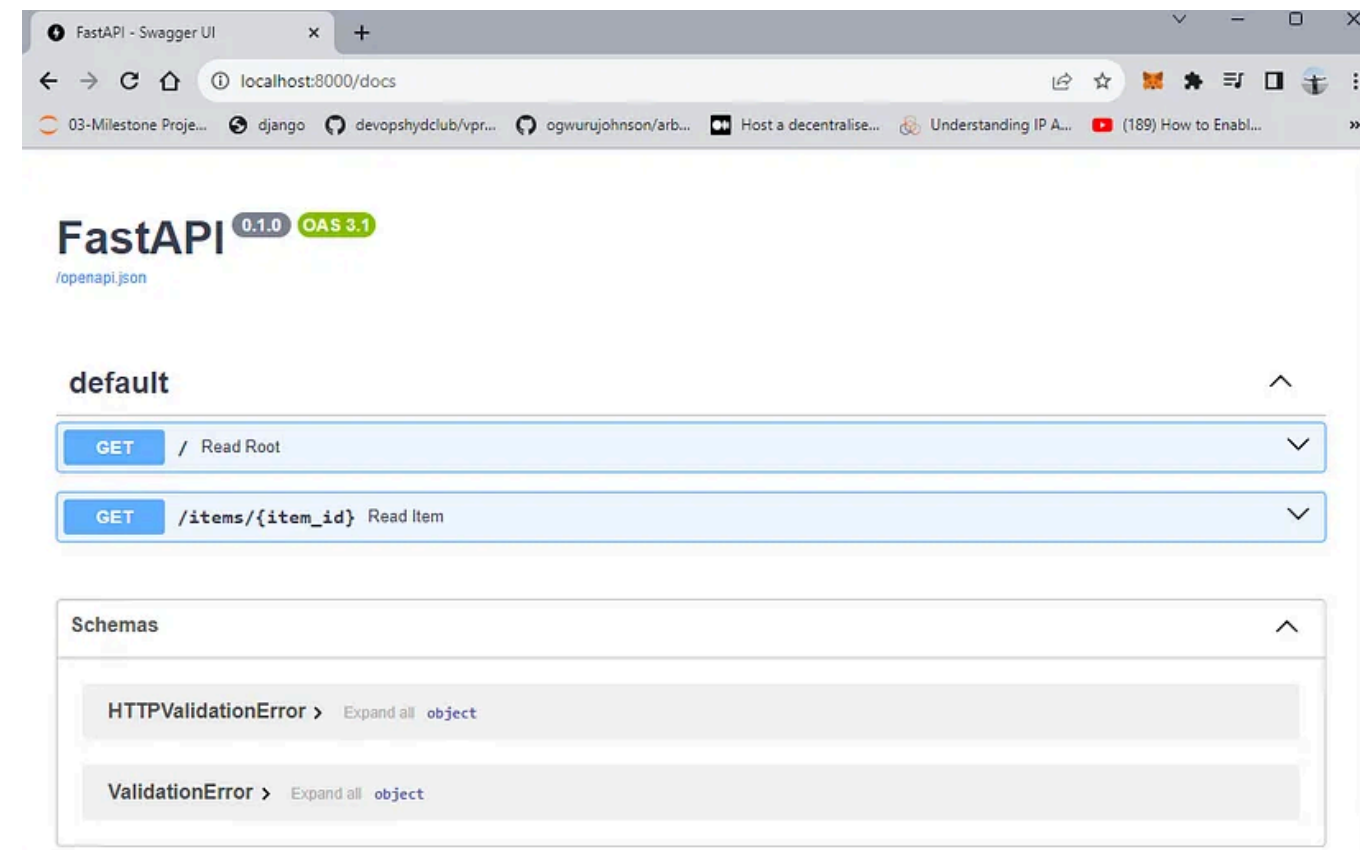 FastAPI - Swagger UI
localhost:8000/docs
03-Milestone Proje... django devopshydclub/vpr... ogwurujohnson/arb... Host a decentralise... Understanding IP A... (189) How to Enabl...
FastAPI 0.1.0 OAS 3.1
/openapi.json
default
GET / Read Root
GET /items/{item_id} Read Item
Schemas
HTTPValidationError > Expand all object
ValidationError > Expand all object